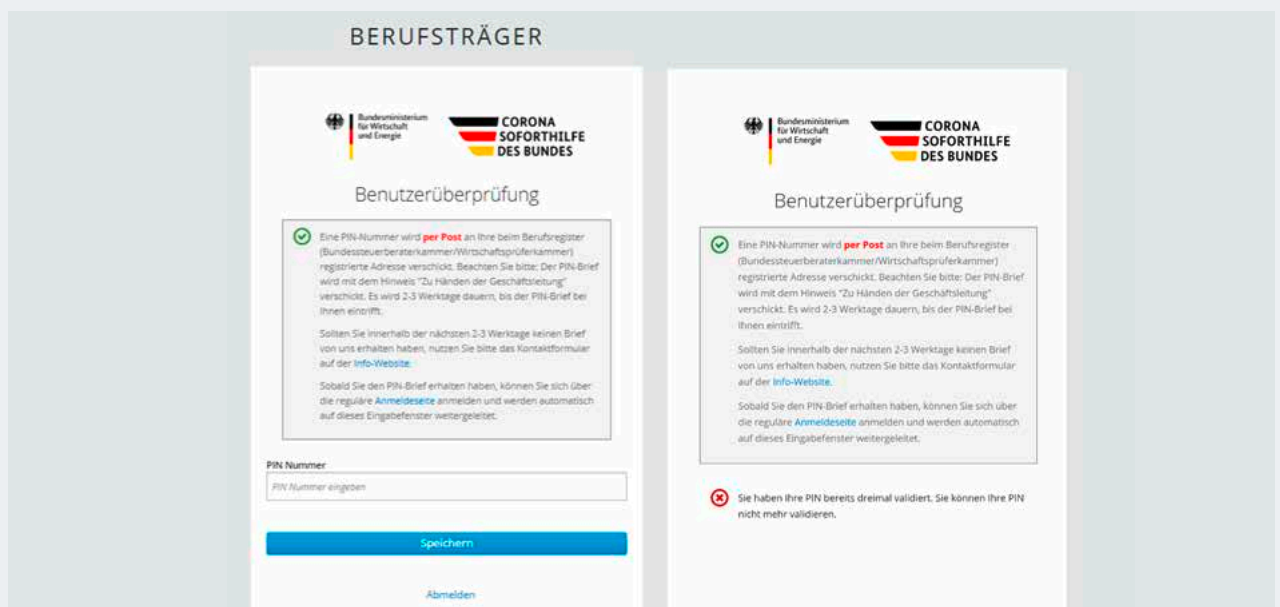 BERUFSTRÄGER
Bundesministerium
für Wirtschaft
und Energie
CORONA
SOFORTHILFE
DES BUNDES
Benutzerüberprüfung
Eine PIN-Nummer wird per Post an Ihre beim Berufsregister
(Bundessteuerberaterkammer/Wirtschaftsprüferkammer)
registrierte Adresse verschickt. Beachten Sie bitte: Der PIN-Brief
wird mit dem Hinweis "Zu Händen der Geschäftsleitung"
verschickt. Es wird 2-3 Werktage dauern, bis der PIN-Brief bei
Ihnen eintrifft.
Sollten Sie innerhalb der nächsten 2-3 Werktage keinen Brief
von uns erhalten haben, nutzen Sie bitte das Kontaktformular
auf der Info-Website.
Sobald Sie den PIN-Brief erhalten haben, können Sie sich über
die reguläre Anmeldeseite anmelden und werden automatisch
auf dieses Eingabefenster weitergeleitet.
PIN Nummer
PIN Nummer eingeben
Speichern
Abmelden
Bundesministerium
für Wirtschaft
und Energie
CORONA
SOFORTHILFE
DES BUNDES
Benutzerüberprüfung
Eine PIN-Nummer wird per Post an Ihre beim Berufsregister
(Bundessteuerberaterkammer/Wirtschaftsprüferkammer)
registrierte Adresse verschickt. Beachten Sie bitte: Der PIN-Brief
wird mit dem Hinweis "Zu Händen der Geschäftsleitung"
verschickt. Es wird 2-3 Werktage dauern, bis der PIN-Brief bei
Ihnen eintrifft.
Sollten Sie innerhalb der nächsten 2-3 Werktage keinen Brief
von uns erhalten haben, nutzen Sie bitte das Kontaktformular
auf der Info-Website.
Sobald Sie den PIN-Brief erhalten haben, können Sie sich über
die reguläre Anmeldeseite anmelden und werden automatisch
auf dieses Eingabefenster weitergeleitet.
Sie haben Ihre PIN bereits dreimal validiert. Sie können Ihre PIN
nicht mehr validieren.